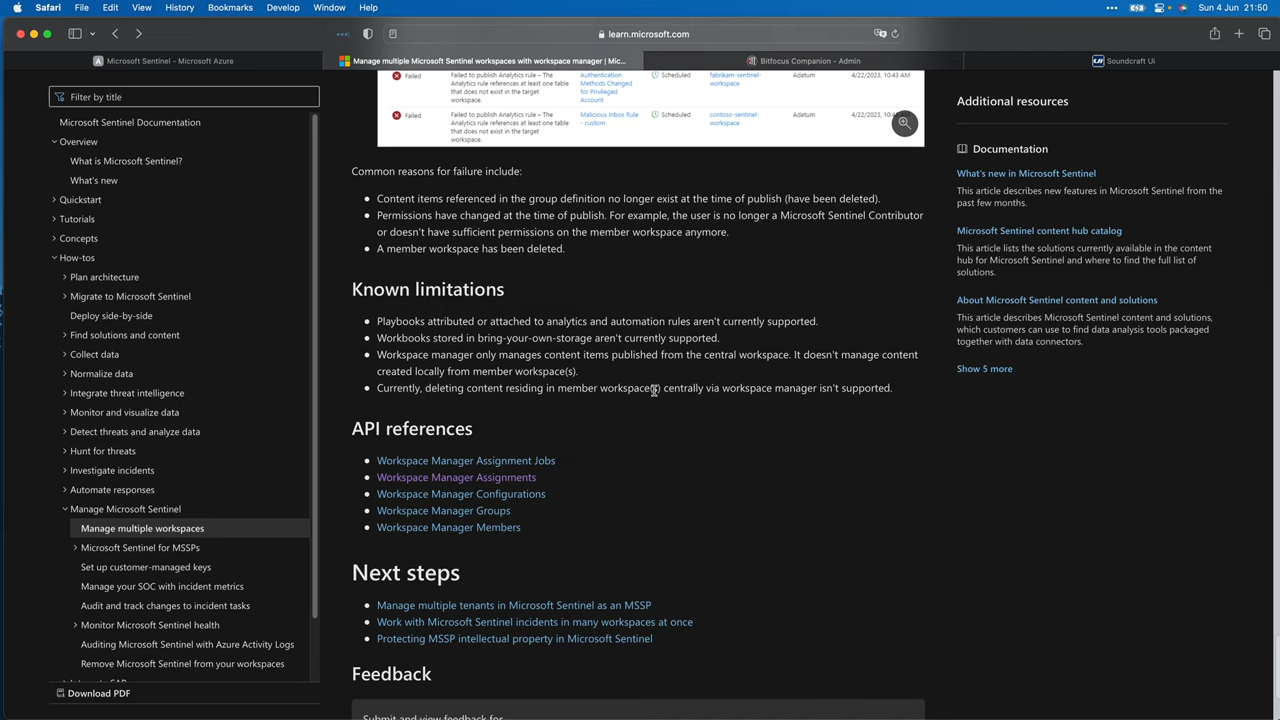 Safari File Edit View History Bookmarks Develop Window Help Sun 4 Jun 21:50
learn.microsoft.com
Microsoft Sentinel - Microsoft Azure
Manage multiple Microsoft Sentinel workspaces with workspace manager | Mic...
Bitfocus Companion - Admin
Soundcraft Ui
Filter by title
Microsoft Sentinel Documentation
Overview
What is Microsoft Sentinel?
What's new
Quickstart
Tutorials
Concepts
How-tos
Plan architecture
Migrate to Microsoft Sentinel
Deploy side-by-side
Find solutions and content
Collect data
Normalize data
Integrate threat intelligence
Monitor and visualize data
Detect threats and analyze data
Hunt for threats
Investigate incidents
Automate responses
Manage Microsoft Sentinel
Manage multiple workspaces
Microsoft Sentinel for MSSPs
Set up customer-managed keys
Manage your SOC with incident metrics
Audit and track changes to incident tasks
Monitor Microsoft Sentinel health
Auditing Microsoft Sentinel with Azure Activity Logs
Remove Microsoft Sentinel from your workspaces
Download PDF
Failed
Failed to publish Analytics rule – The
Analytics rule references at least one table
that does not exist in the target
workspace.
Authentication
Methods Changed
for Privileged
Account
Scheduled
fabrikam-sentinel-
workspace
Adatum
4/22/2023, 10:43 AM
Failed
Failed to publish Analytics rule – The
Analytics rule references at least one table
that does not exist in the target
workspace.
Malicious Inbox Rule
- custom
Scheduled
contoso-sentinel-
workspace
Adatum
4/22/2023,
Common reasons for failure include:
Content items referenced in the group definition no longer exist at the time of publish (have been deleted).
Permissions have changed at the time of publish. For example, the user is no longer a Microsoft Sentinel Contributor
or doesn't have sufficient permissions on the member workspace anymore.
A member workspace has been deleted.
Known limitations
Playbooks attributed or attached to analytics and automation rules aren't currently supported.
Workbooks stored in bring-your-own-storage aren't currently supported.
Workspace manager only manages content items published from the central workspace. It doesn't manage content
created locally from member workspace(s).
Currently, deleting content residing in member workspace(s) centrally via workspace manager isn't supported.
API references
Workspace Manager Assignment Jobs
Workspace Manager Assignments
Workspace Manager Configurations
Workspace Manager Groups
Workspace Manager Members
Next steps
Manage multiple tenants in Microsoft Sentinel as an MSSP
Work with Microsoft Sentinel incidents in many workspaces at once
Protecting MSSP intellectual property in Microsoft Sentinel
Feedback
Submit and view feedback for
Additional resources
Documentation
What's new in Microsoft Sentinel
This article describes new features in Microsoft Sentinel from the
past few months.
Microsoft Sentinel content hub catalog
This article lists the solutions currently available in the content
hub for Microsoft Sentinel and where to find the full list of
solutions.
About Microsoft Sentinel content and solutions
This article describes Microsoft Sentinel content and solutions,
which customers can use to find data analysis tools packaged
together with data connectors.
Show 5 more